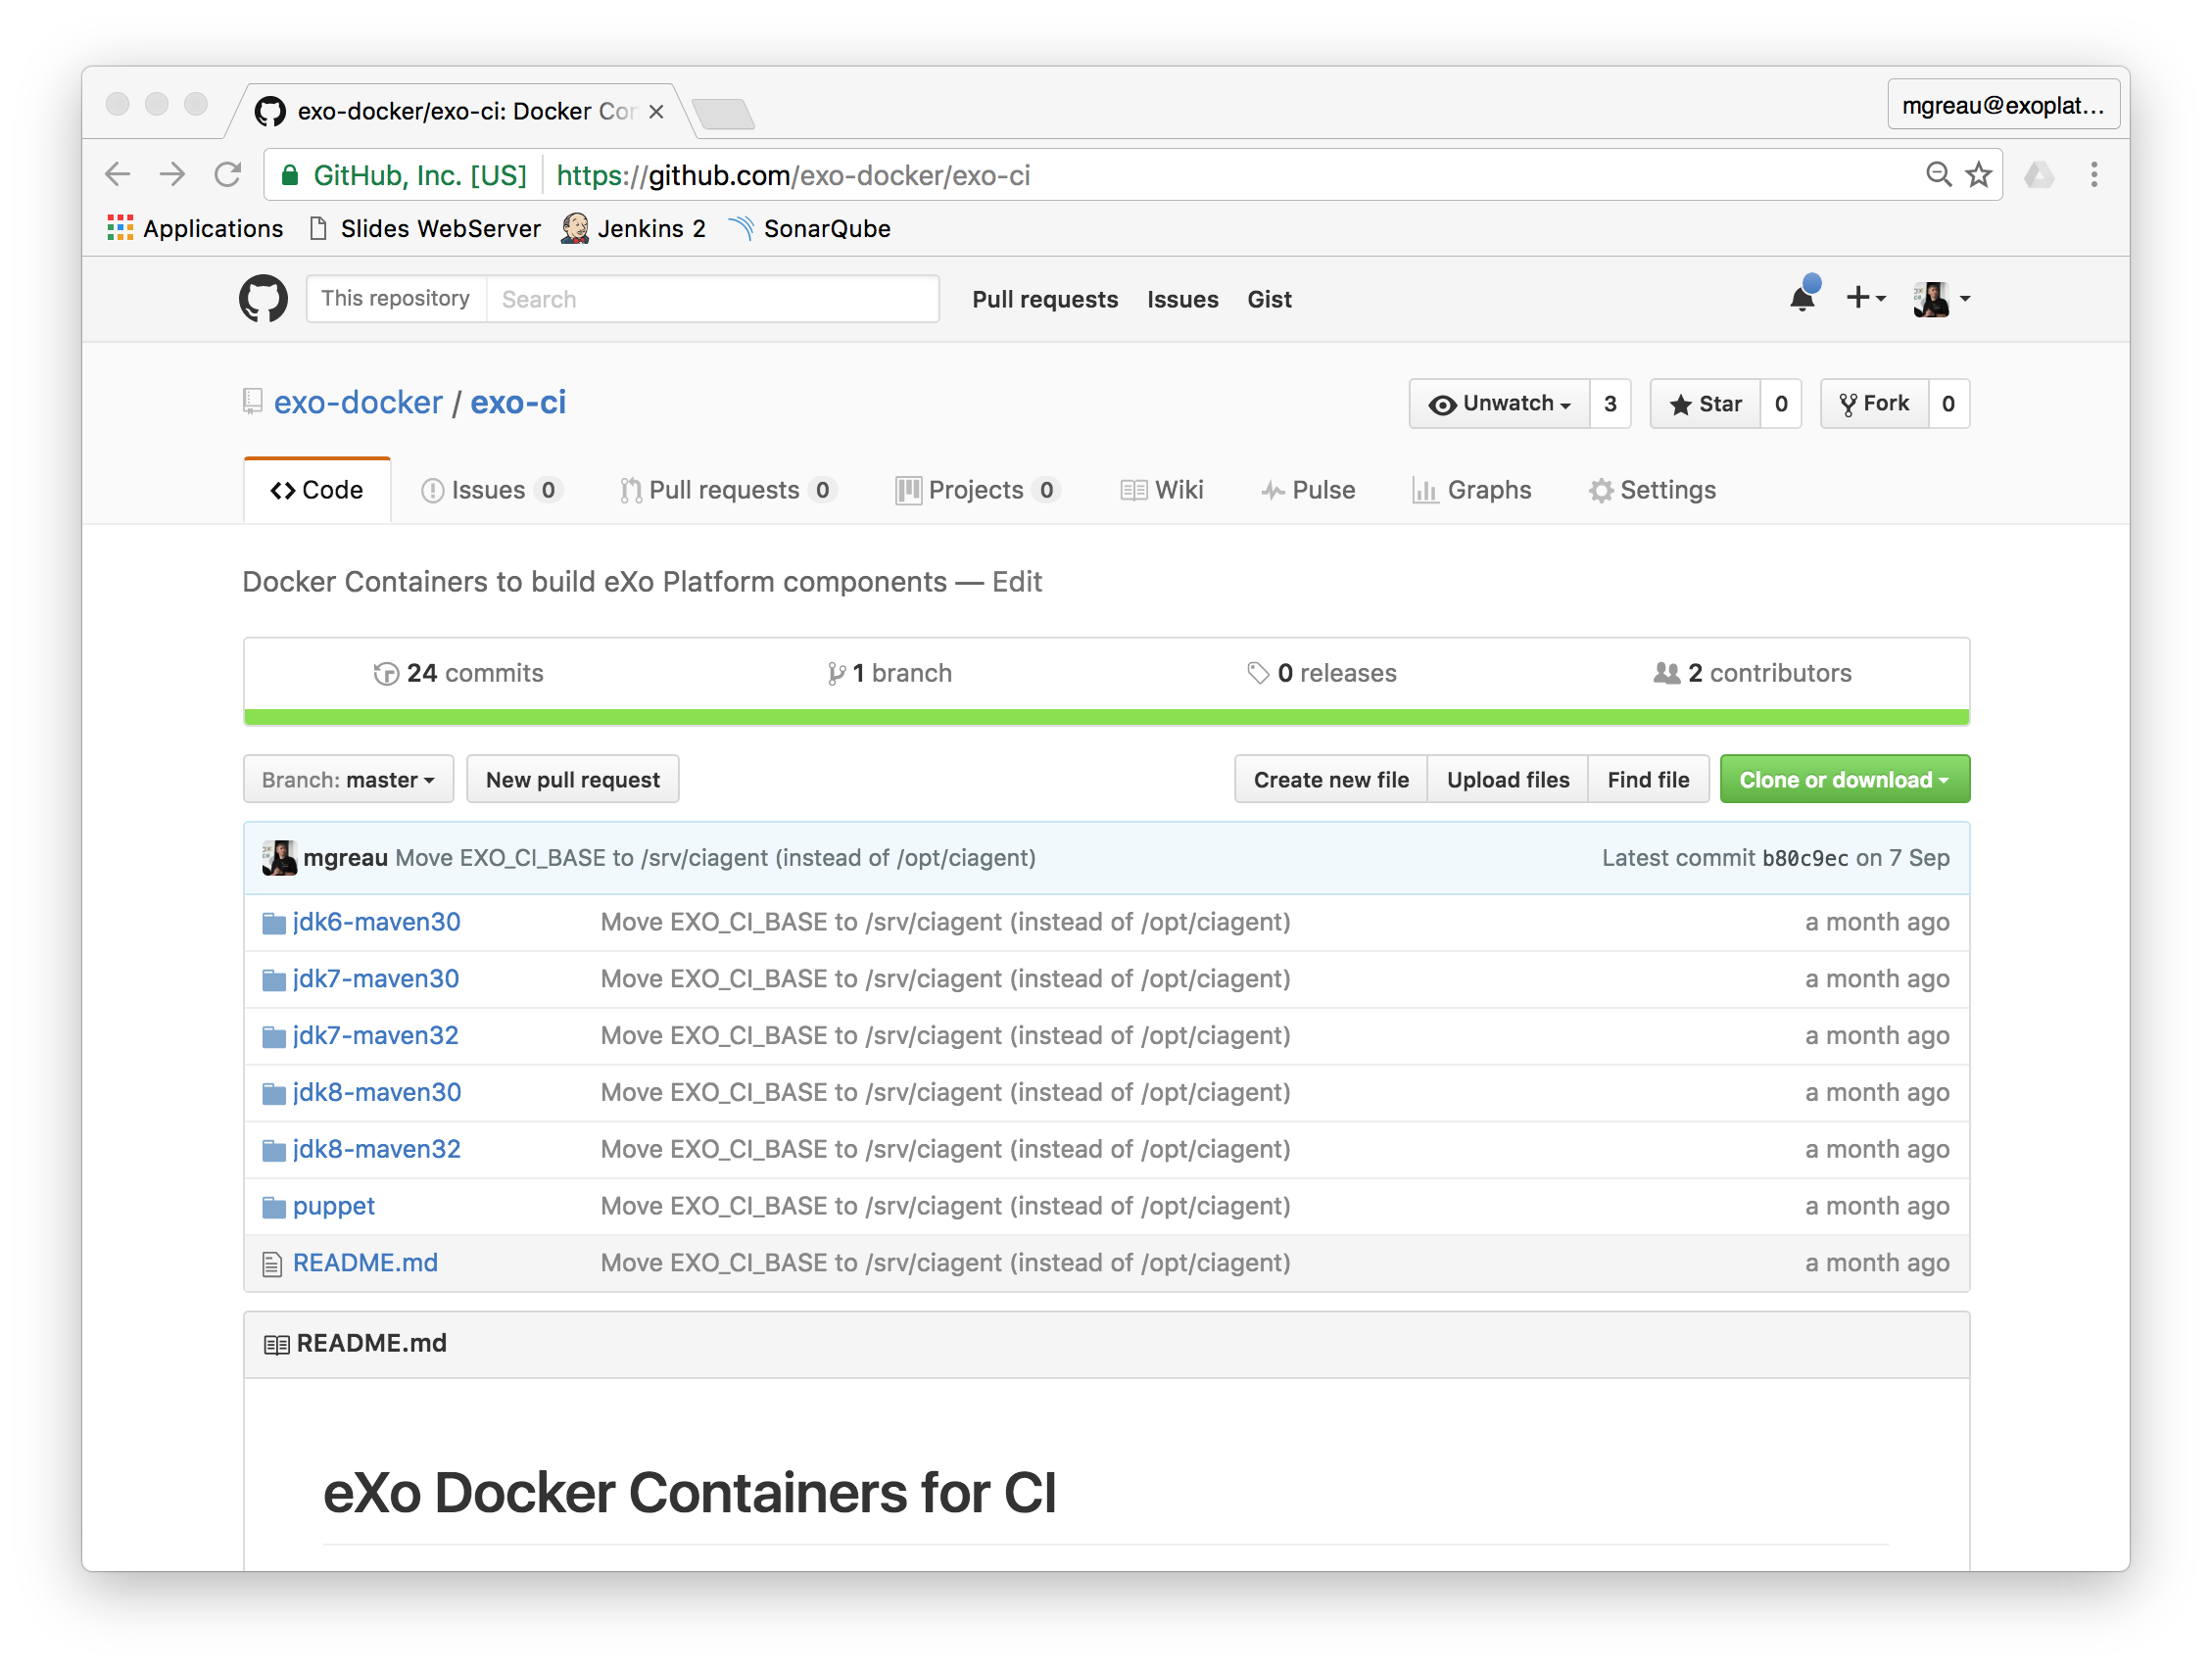 exo-docker/exo-ci: Docker Con
mgreau@exoplat...
GitHub, Inc. [US] https://github.com/exo-docker/exo-ci
Applications Slides WebServer Jenkins 2 SonarQube
This repository Search Pull requests Issues Gist
exo-docker / exo-ci Unwatch 3 Star 0 Fork 0
Code Issues 0 Pull requests 0 Projects 0 Wiki Pulse Graphs Settings
Docker Containers to build eXo Platform components — Edit
24 commits 1 branch 0 releases 2 contributors
Branch: master New pull request Create new file Upload files Find file Clone or download
mgreau Move EXO_CI_BASE to /srv/ciagent (instead of /opt/ciagent) Latest commit b80c9ec on 7 Sep
jdk6-maven30 Move EXO_CI_BASE to /srv/ciagent (instead of /opt/ciagent) a month ago
jdk7-maven30 Move EXO_CI_BASE to /srv/ciagent (instead of /opt/ciagent) a month ago
jdk7-maven32 Move EXO_CI_BASE to /srv/ciagent (instead of /opt/ciagent) a month ago
jdk8-maven30 Move EXO_CI_BASE to /srv/ciagent (instead of /opt/ciagent) a month ago
jdk8-maven32 Move EXO_CI_BASE to /srv/ciagent (instead of /opt/ciagent) a month ago
puppet Move EXO_CI_BASE to /srv/ciagent (instead of /opt/ciagent) a month ago
README.md Move EXO_CI_BASE to /srv/ciagent (instead of /opt/ciagent) a month ago
README.md
eXo Docker Containers for CI